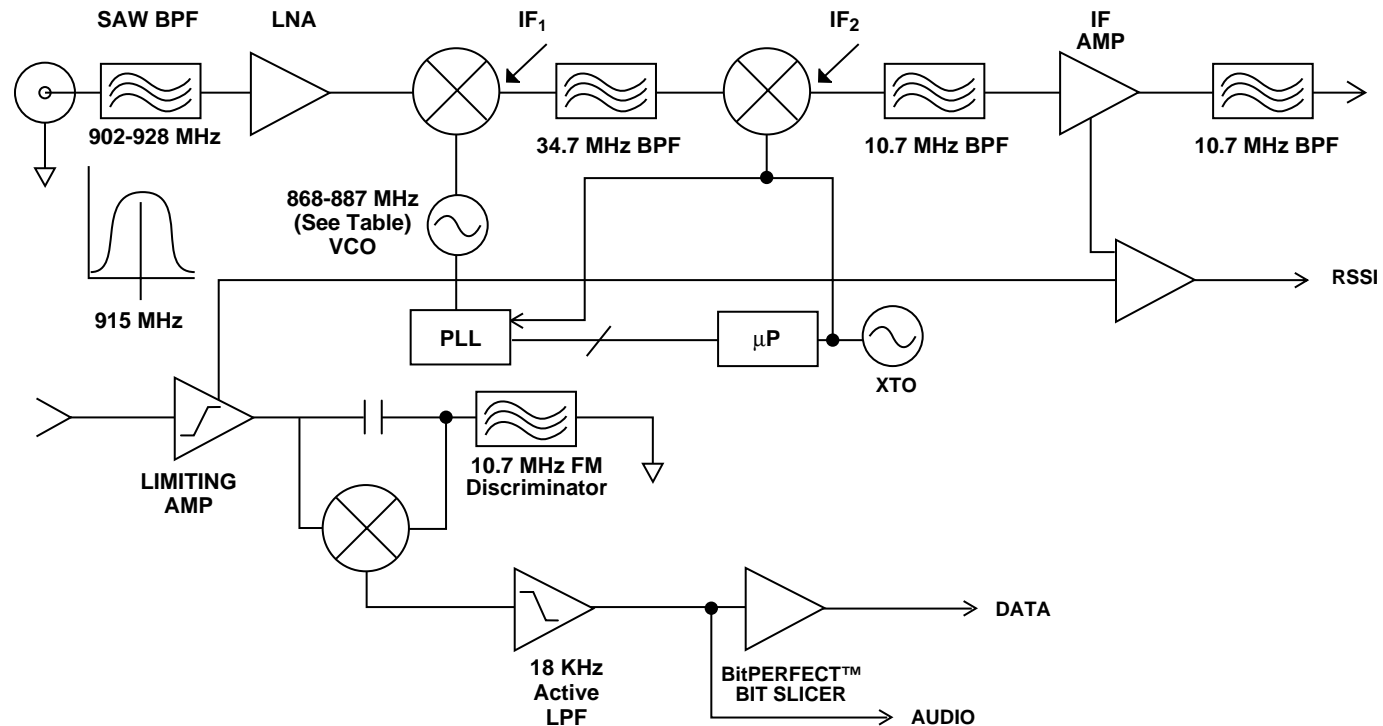 SAW BPF
LNA
IF1
IF2
IF
AMP
902-928 MHz
34.7 MHz BPF
10.7 MHz BPF
10.7 MHz BPF
868-887 MHz
(See Table)
VCO
915 MHz
RSSI
PLL
μP
XTO
LIMITING
AMP
10.7 MHz FM
Discriminator
18 KHz
Active
LPF
BitPERFECT™
BIT SLICER
DATA
AUDIO